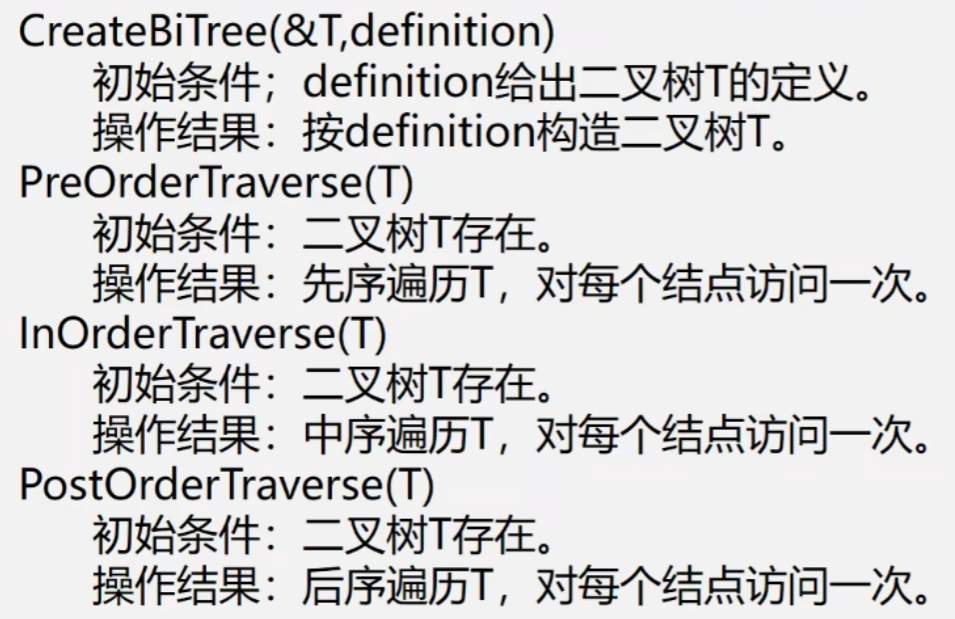 CreateBiTree(&T,definition)
初始条件；definition给出二叉树T的定义。
操作结果：按definition构造二叉树T。
PreOrderTraverse(T)
初始条件：二叉树T存在。
操作结果：先序遍历T，对每个结点访问一次。
InOrderTraverse(T)
初始条件：二叉树T存在。
操作结果：中序遍历T，对每个结点访问一次。
PostOrderTraverse(T)
初始条件：二叉树T存在。
操作结果：后序遍历T，对每个结点访问一次。